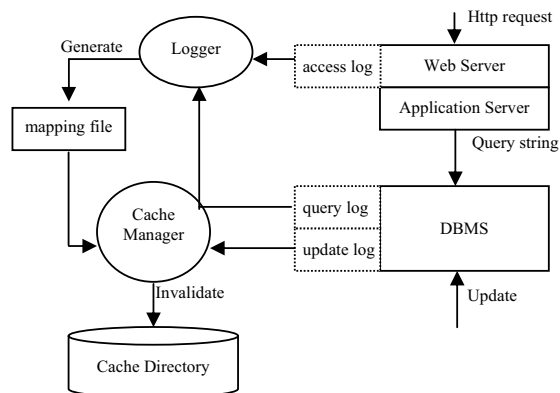 Http request
Generate
Logger
access log
Web Server
Application Server
mapping file
Query string
Cache
Manager
query log
update log
DBMS
Invalidate
Update
Cache Directory